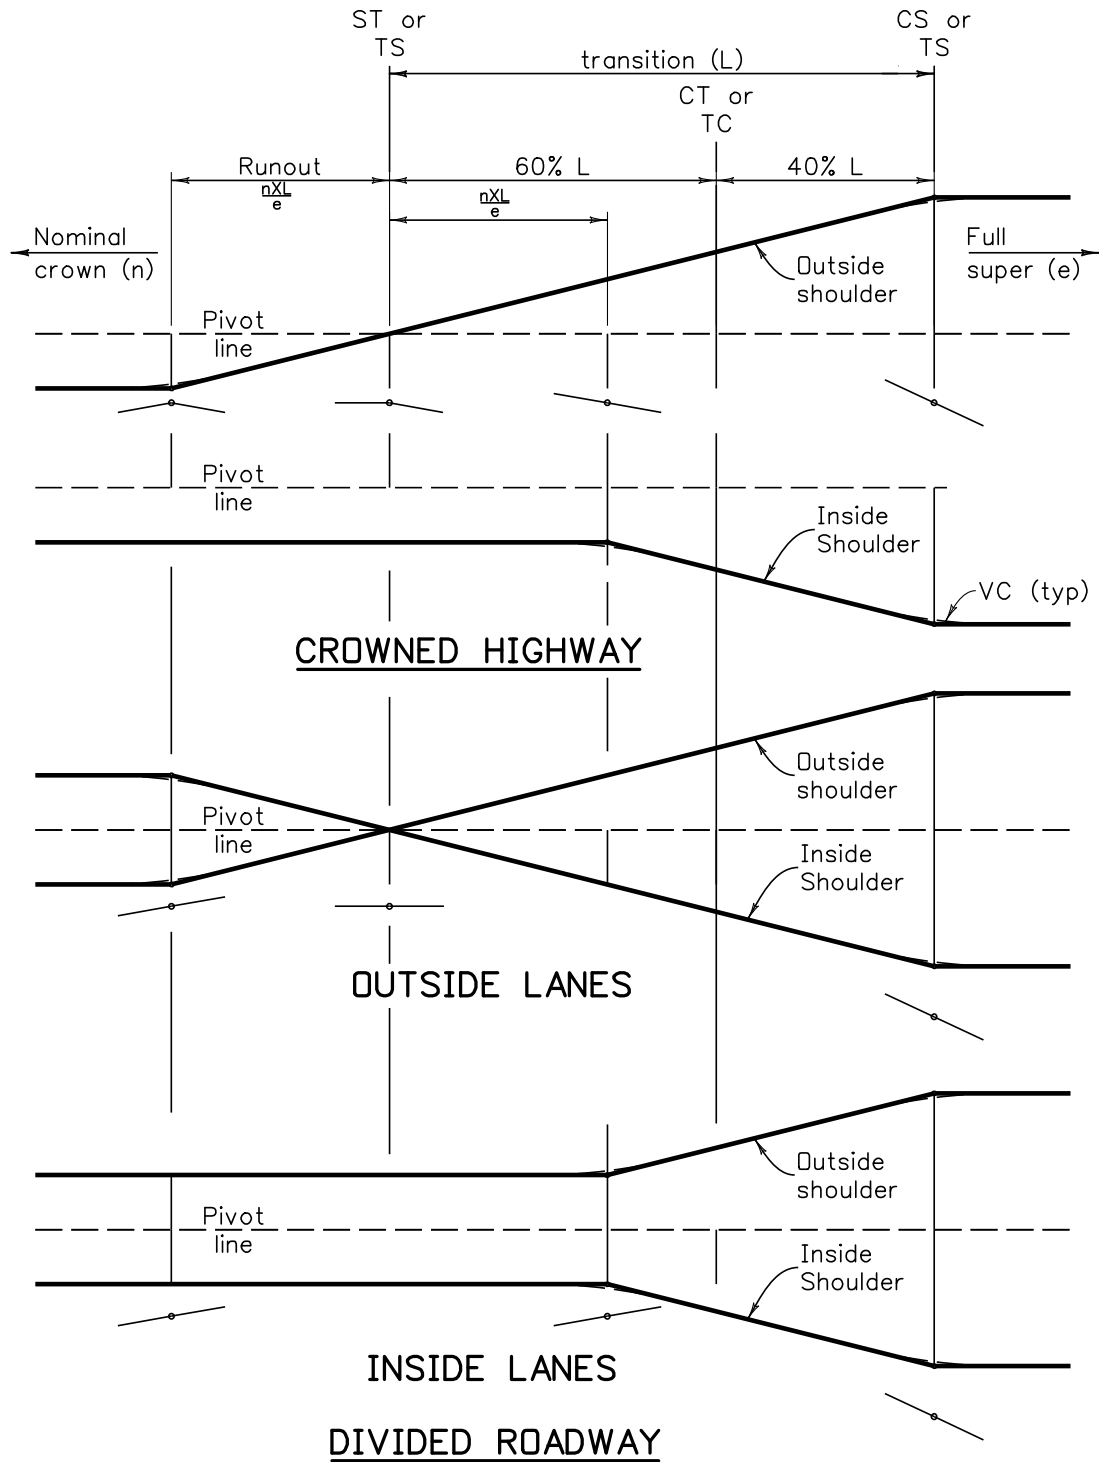 ST or
TS
CS or
TS
transition (L)
CT or
TC
Runout
nXL
e
60% L
40% L
nXL
e
Nominal
crown (n)
Full
super (e)
Outside
shoulder
Pivot
line
Pivot
line
Inside
Shoulder
VC (typ)
CROWNED HIGHWAY
Outside
shoulder
Pivot
line
Inside
Shoulder
OUTSIDE LANES
Outside
shoulder
Pivot
line
Inside
Shoulder
INSIDE LANES
DIVIDED ROADWAY